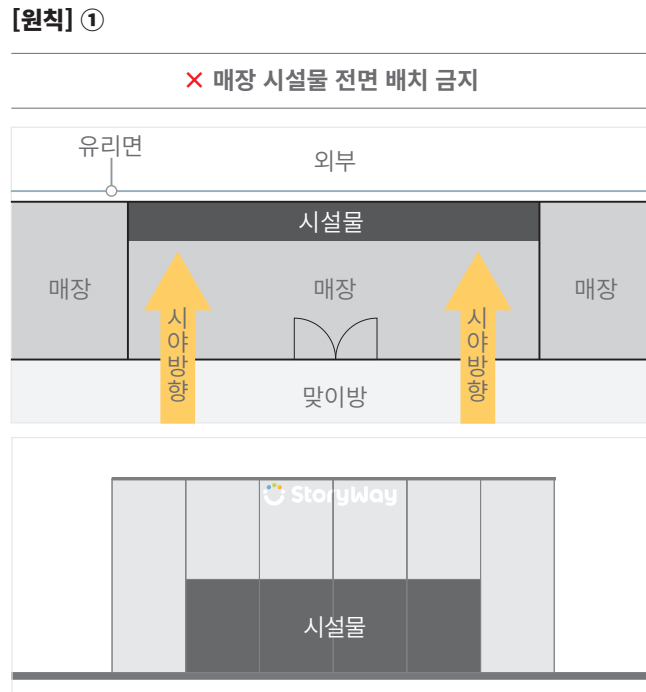 [원칙] ①
× 매장 시설물 전면 배치 금지
유리면
외부
시설물
매장
매장
매장
시야방향
시야방향
맞이방
StoryWay
시설물